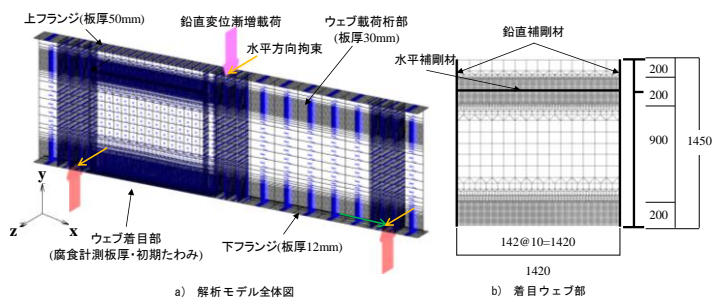 上フランジ(板厚50mm)
鉛直変位漸増載荷
水平方向拘束
ウェブ載荷桁部
(板厚30mm)
y
z
x
ウェブ着目部
(腐食計測板厚・初期たわみ)
下フランジ(板厚12mm)
a) 解析モデル全体図
鉛直補剛材
水平補剛材
200
200
900
1450
200
142@10=1420
1420
b) 着目ウェブ部